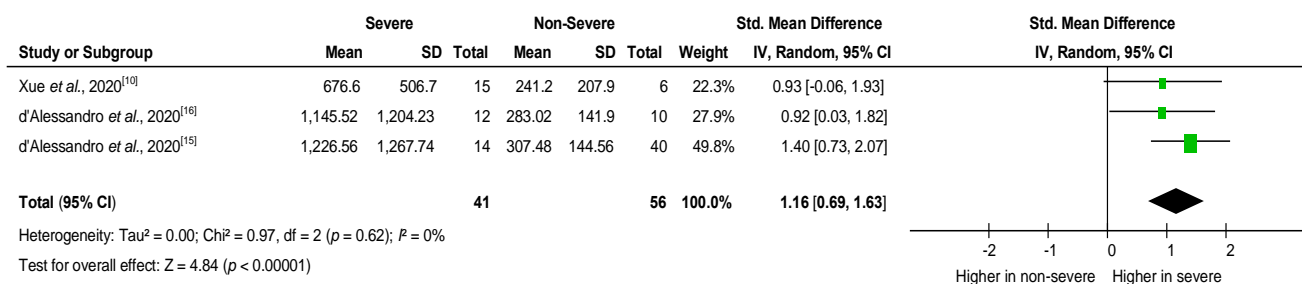 Severe Non-Severe Std. Mean Difference Std. Mean Difference
Study or Subgroup Mean SD Total Mean SD Total Weight IV, Random, 95% CI IV, Random, 95% CI
Xue et al., 2020[10] 676.6 506.7 15 241.2 207.9 6 22.3% 0.93 [-0.06, 1.93]
d'Alessandro et al., 2020[16] 1,145.52 1,204.23 12 283.02 141.9 10 27.9% 0.92 [0.03, 1.82]
d'Alessandro et al., 2020[15] 1,226.56 1,267.74 14 307.48 144.56 40 49.8% 1.40 [0.73, 2.07]
Total (95% CI) 41 56 100.0% 1.16 [0.69, 1.63]
Heterogeneity: Tau² = 0.00; Chi² = 0.97, df = 2 (p = 0.62); I² = 0%
-2 -1 0 1 2
Test for overall effect: Z = 4.84 (p < 0.00001)
Higher in non-severe Higher in severe